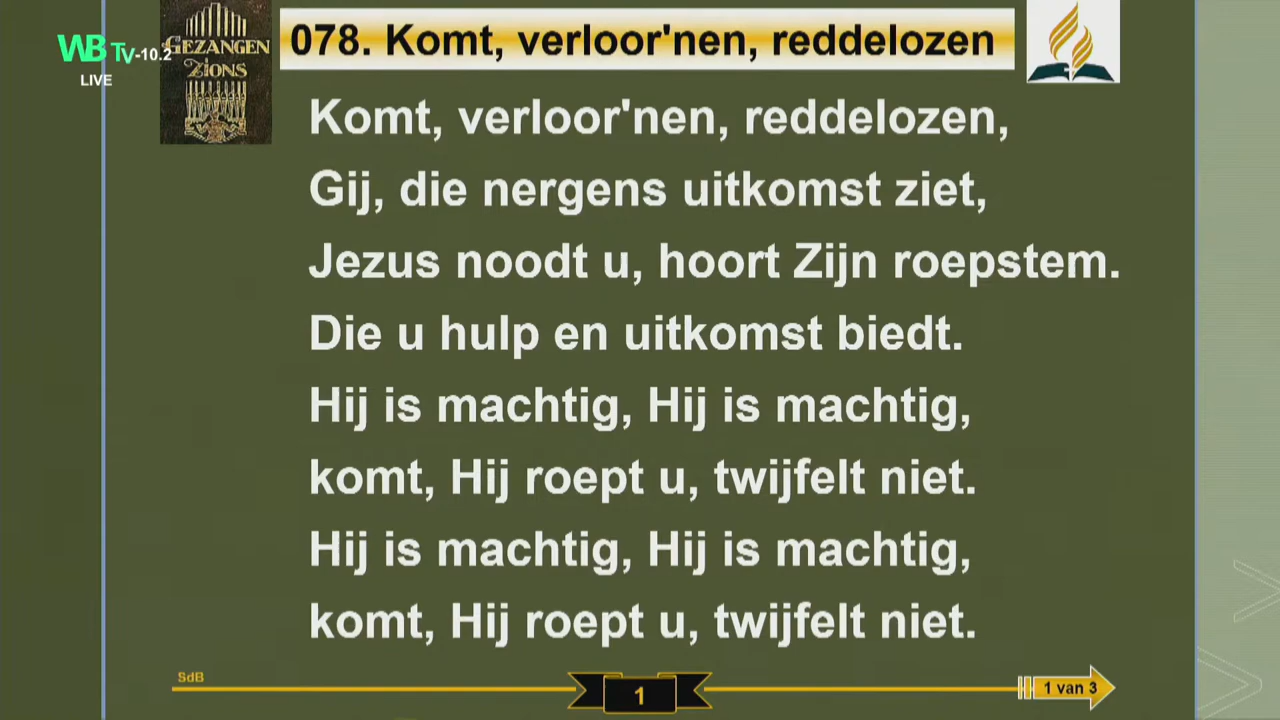 WB TV-10.2
LIVE
GEZANGEN
ZIONS
078. Komt, verloor'nen, reddelozen
Komt, verloor'nen, reddelozen,
Gij, die nergens uitkomst ziet,
Jezus noodt u, hoort Zijn roepstem.
Die u hulp en uitkomst biedt.
Hij is machtig, Hij is machtig,
komt, Hij roept u, twijfelt niet.
Hij is machtig, Hij is machtig,
komt, Hij roept u, twijfelt niet.
SdB
1
1 van 3